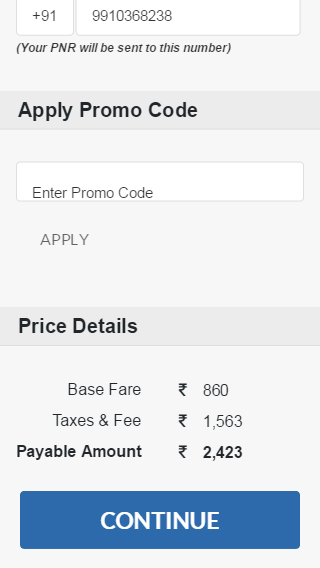 +91 9910368238
(Your PNR will be sent to this number)
Apply Promo Code
Enter Promo Code
APPLY
Price Details
Base Fare ₹ 860
Taxes & Fee ₹ 1,563
Payable Amount ₹ 2,423
CONTINUE